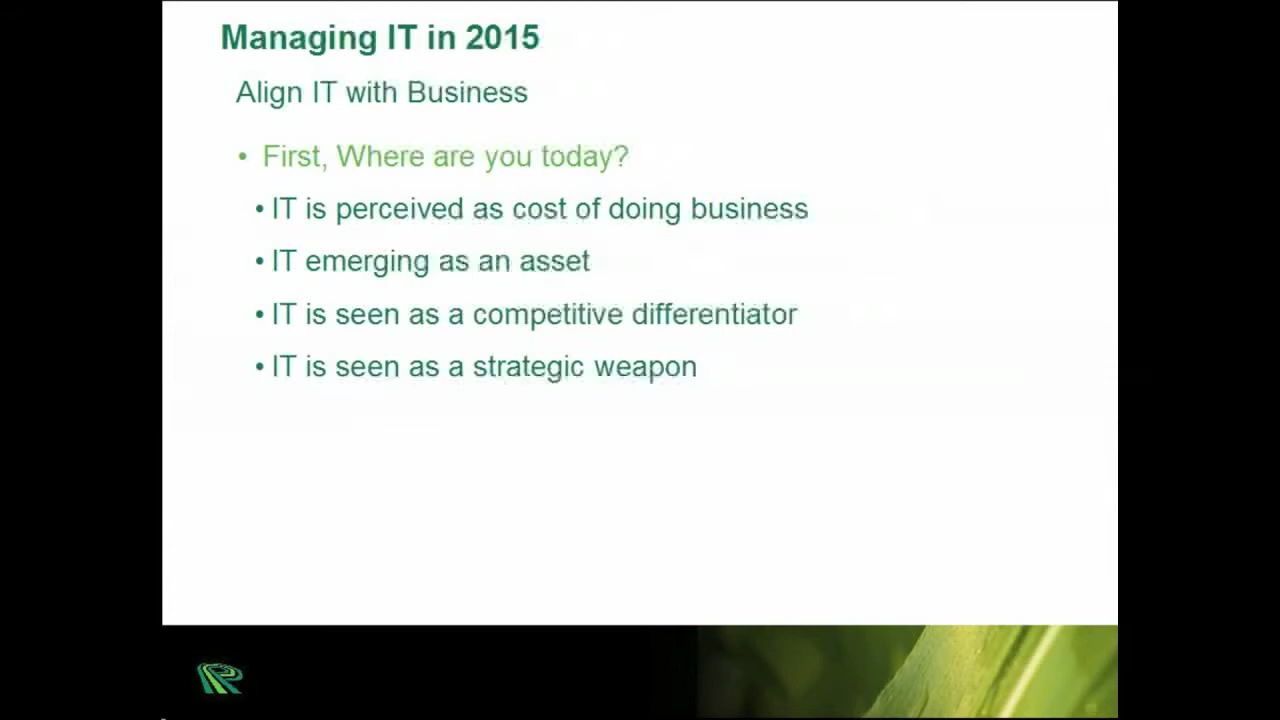 Managing IT in 2015
Align IT with Business
• First, Where are you today?
• IT is perceived as cost of doing business
• IT emerging as an asset
• IT is seen as a competitive differentiator
• IT is seen as a strategic weapon